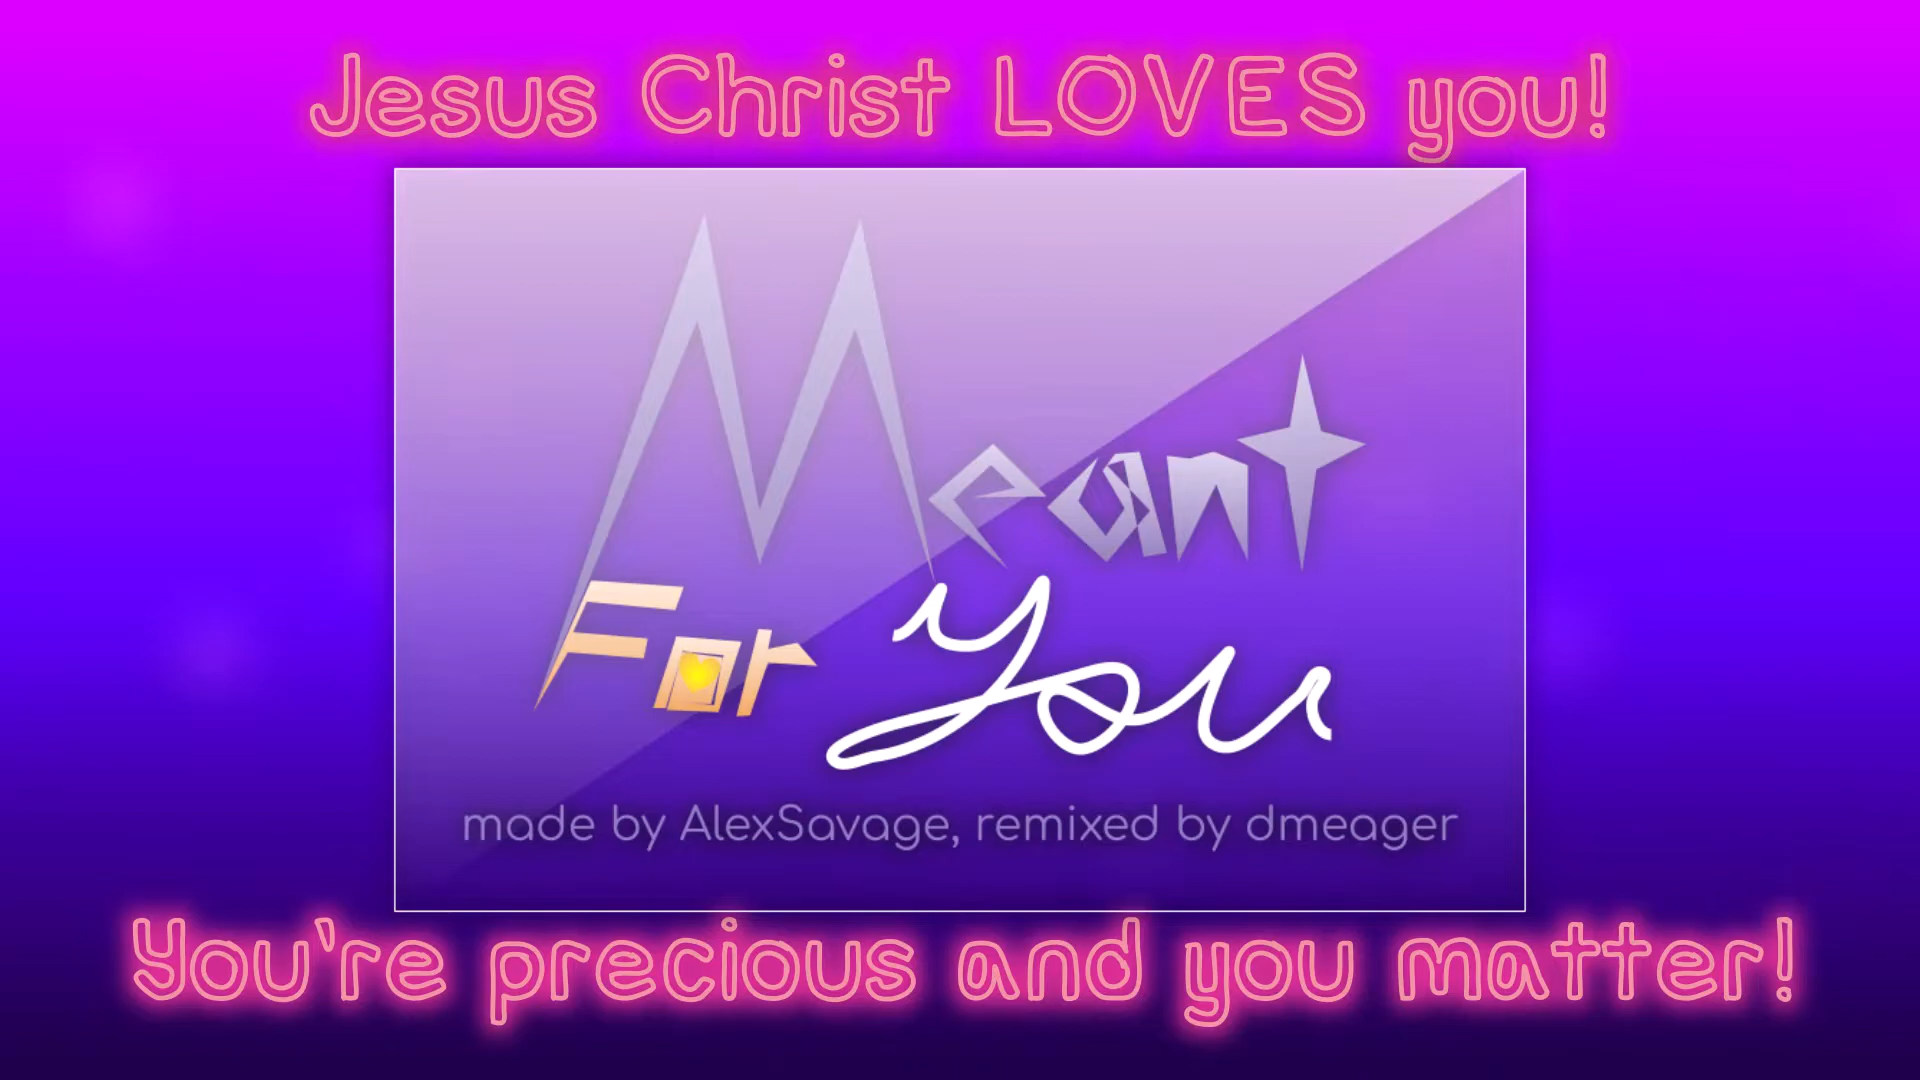 Jesus Christ LOVES you!
Meant
For You
made by AlexSavage, remixed by dmeager
You're precious and you matter!